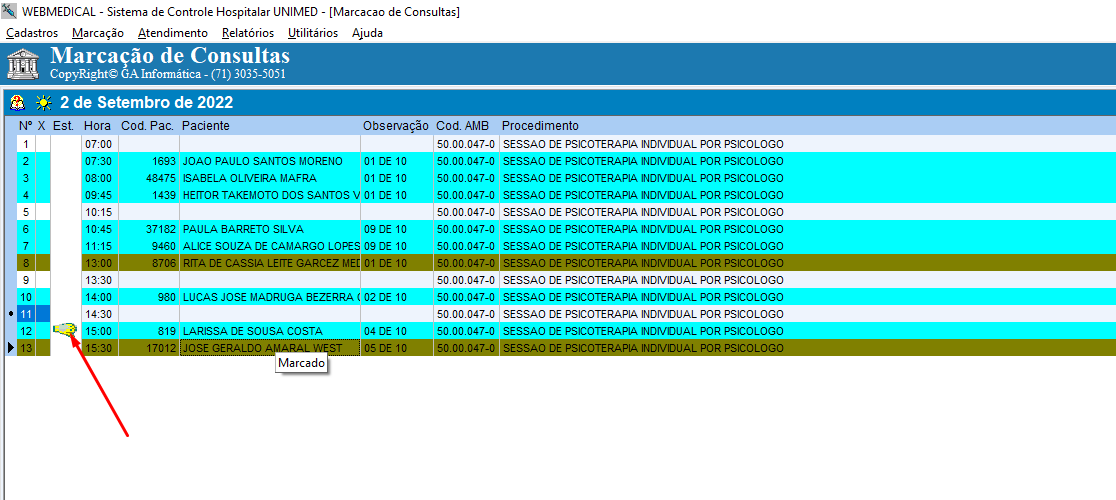 WEBMEDICAL - Sistema de Controle Hospitalar UNIMED - [Marcacao de Consultas]
Cadastros Marcação Atendimento Relatórios Utilitários Ajuda
Marcação de Consultas
CopyRight© GA Informática - (71) 3035-5051
2 de Setembro de 2022
Nº X Est. Hora Cod. Pac. Paciente Observação Cod. AMB Procedimento
1 07:00 50.00.047-0 SESSAO DE PSICOTERAPIA INDIVIDUAL POR PSICOLOGO
2 07:30 1693 JOAO PAULO SANTOS MORENO 01 DE 10 50.00.047-0 SESSAO DE PSICOTERAPIA INDIVIDUAL POR PSICOLOGO
3 08:00 48475 ISABELA OLIVEIRA MAFRA 01 DE 10 50.00.047-0 SESSAO DE PSICOTERAPIA INDIVIDUAL POR PSICOLOGO
4 09:45 1439 HEITOR TAKEMOTO DOS SANTOS V 01 DE 10 50.00.047-0 SESSAO DE PSICOTERAPIA INDIVIDUAL POR PSICOLOGO
5 10:15 50.00.047-0 SESSAO DE PSICOTERAPIA INDIVIDUAL POR PSICOLOGO
6 10:45 37182 PAULA BARRETO SILVA 09 DE 10 50.00.047-0 SESSAO DE PSICOTERAPIA INDIVIDUAL POR PSICOLOGO
7 11:15 9460 ALICE SOUZA DE CAMARGO LOPES 09 DE 10 50.00.047-0 SESSAO DE PSICOTERAPIA INDIVIDUAL POR PSICOLOGO
8 13:00 8706 RITA DE CASSIA LEITE GARCEZ MED 01 DE 10 50.00.047-0 SESSAO DE PSICOTERAPIA INDIVIDUAL POR PSICOLOGO
9 13:30 50.00.047-0 SESSAO DE PSICOTERAPIA INDIVIDUAL POR PSICOLOGO
10 14:00 980 LUCAS JOSE MADRUGA BEZERRA 02 DE 10 50.00.047-0 SESSAO DE PSICOTERAPIA INDIVIDUAL POR PSICOLOGO
11 14:30 50.00.047-0 SESSAO DE PSICOTERAPIA INDIVIDUAL POR PSICOLOGO
12 15:00 819 LARISSA DE SOUSA COSTA 04 DE 10 50.00.047-0 SESSAO DE PSICOTERAPIA INDIVIDUAL POR PSICOLOGO
13 15:30 17012 JOSE GERALDO AMARAL WEST 05 DE 10 50.00.047-0 SESSAO DE PSICOTERAPIA INDIVIDUAL POR PSICOLOGO
Marcado